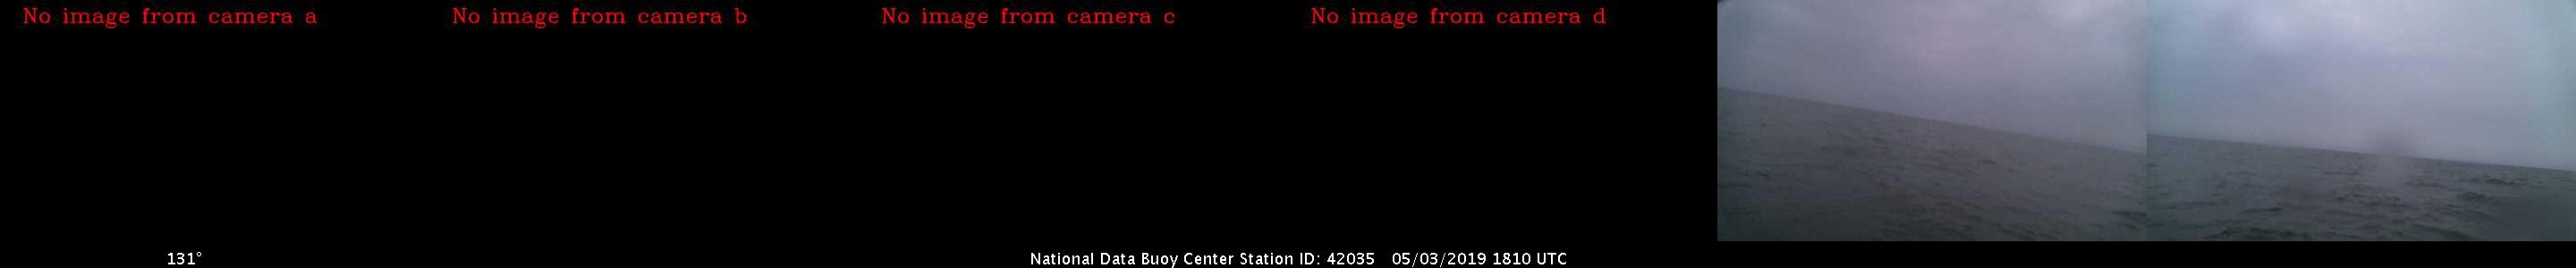 No image from camera a
No image from camera b
No image from camera c
No image from camera d
131°
National Data Buoy Center Station ID: 42035 05/03/2019 1810 UTC